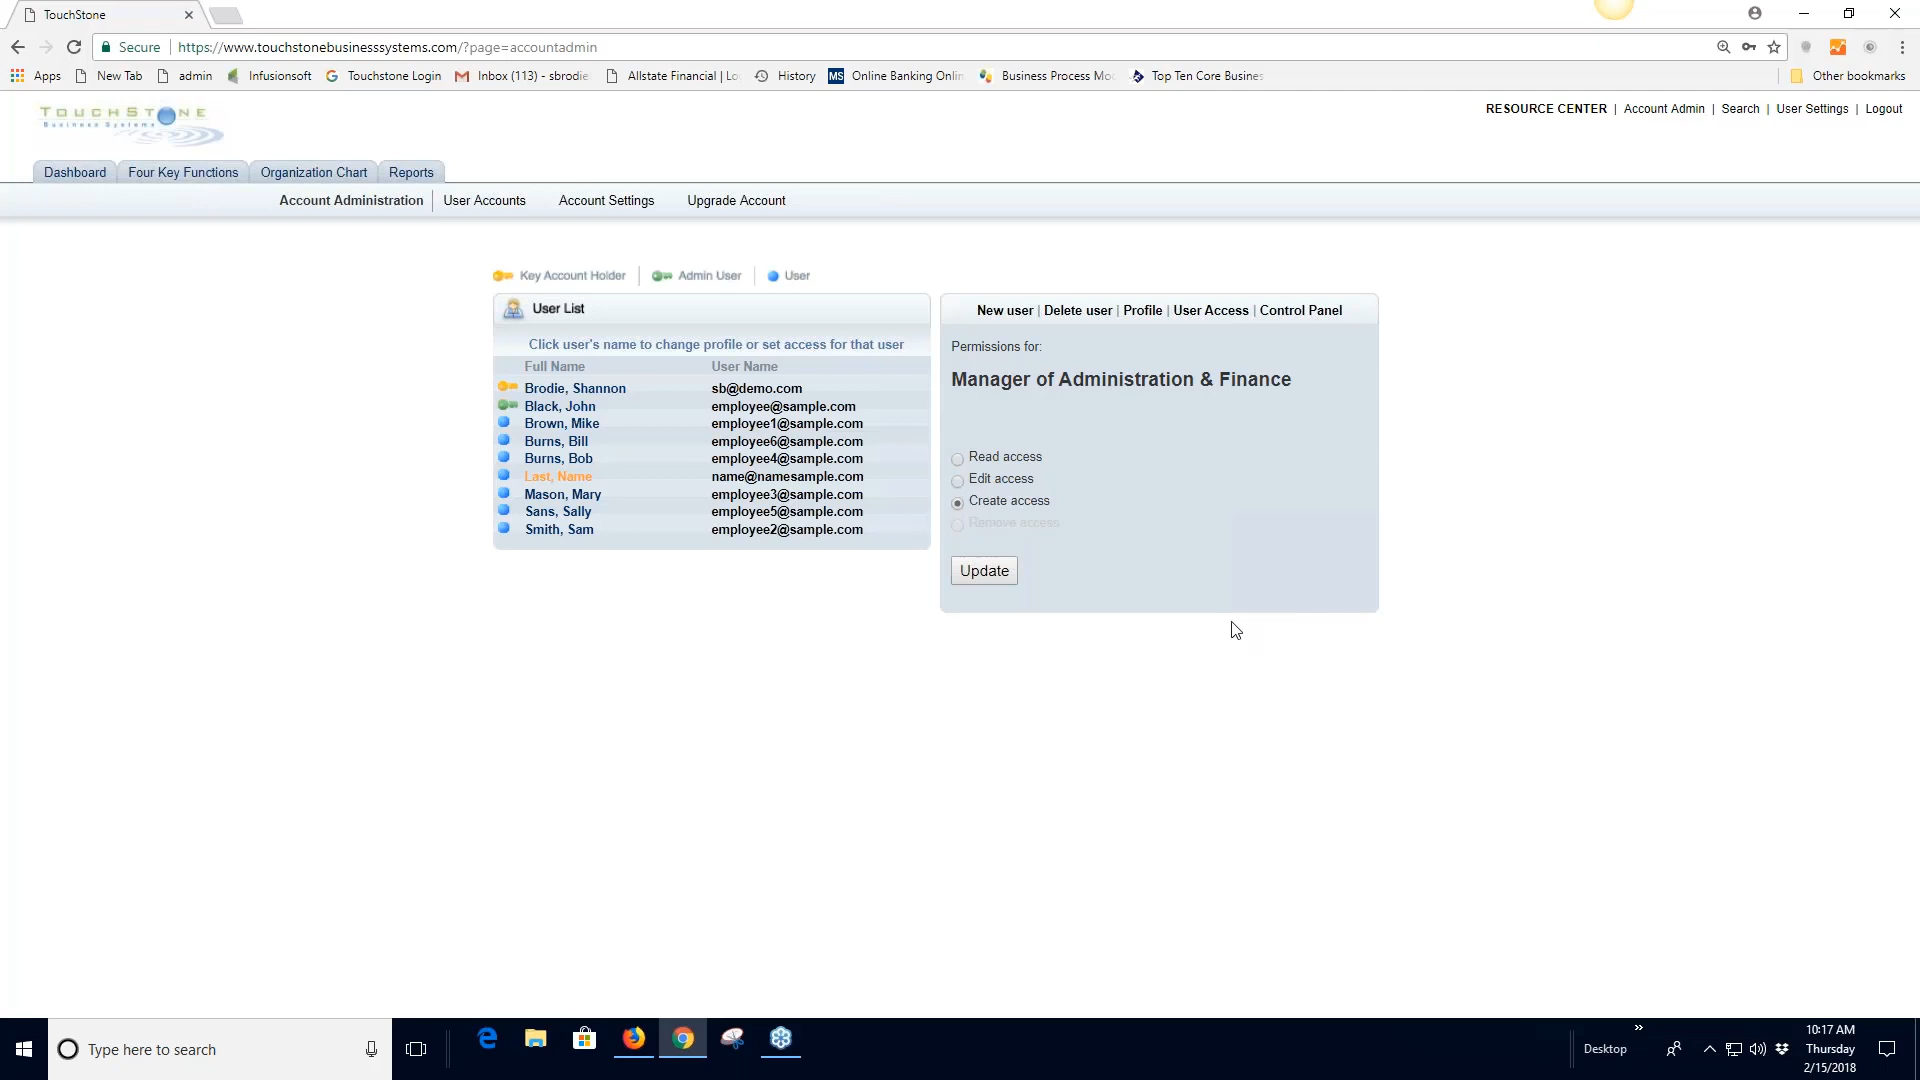 TouchStone
Secure
https://www.touchstonebusinesssystems.com/?page=accountadmin
Apps
New Tab
admin
Infusionsoft
Touchstone Login
Inbox (113) - sbrodie
Allstate Financial | Lo
History
MS
Online Banking Onlin
Business Process Mo
Top Ten Core Busines
Other bookmarks
TOUCHSTONE
Business Systems
RESOURCE CENTER | Account Admin | Search | User Settings | Logout
Dashboard
Four Key Functions
Organization Chart
Reports
Account Administration
User Accounts
Account Settings
Upgrade Account
Key Account Holder
Admin User
User
User List
Click user's name to change profile or set access for that user
Full Name User Name
Brodie, Shannon sb@demo.com
Black, John employee@sample.com
Brown, Mike employee1@sample.com
Burns, Bill employee6@sample.com
Burns, Bob employee4@sample.com
Last, Name name@namesample.com
Mason, Mary employee3@sample.com
Sans, Sally employee5@sample.com
Smith, Sam employee2@sample.com
New user | Delete user | Profile | User Access | Control Panel
Permissions for:
Manager of Administration & Finance
Read access
Edit access
Create access
Remove access
Update
Type here to search
Desktop
10:17 AM
Thursday
2/15/2018